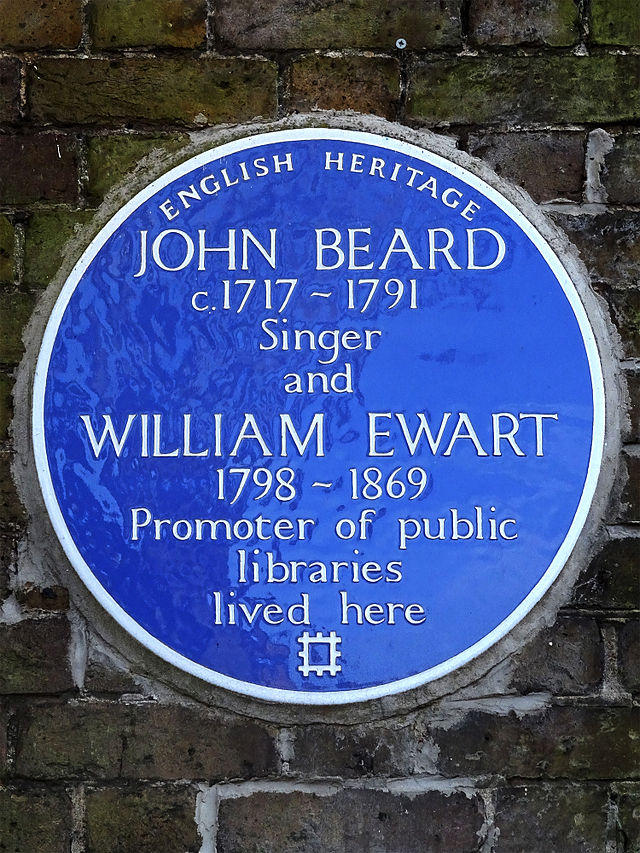 ENGLISH HERITAGE
JOHN BEARD
c.1717 ~ 1791
Singer
and
WILLIAM EWART
1798 ~ 1869
Promoter of public
libraries
lived here